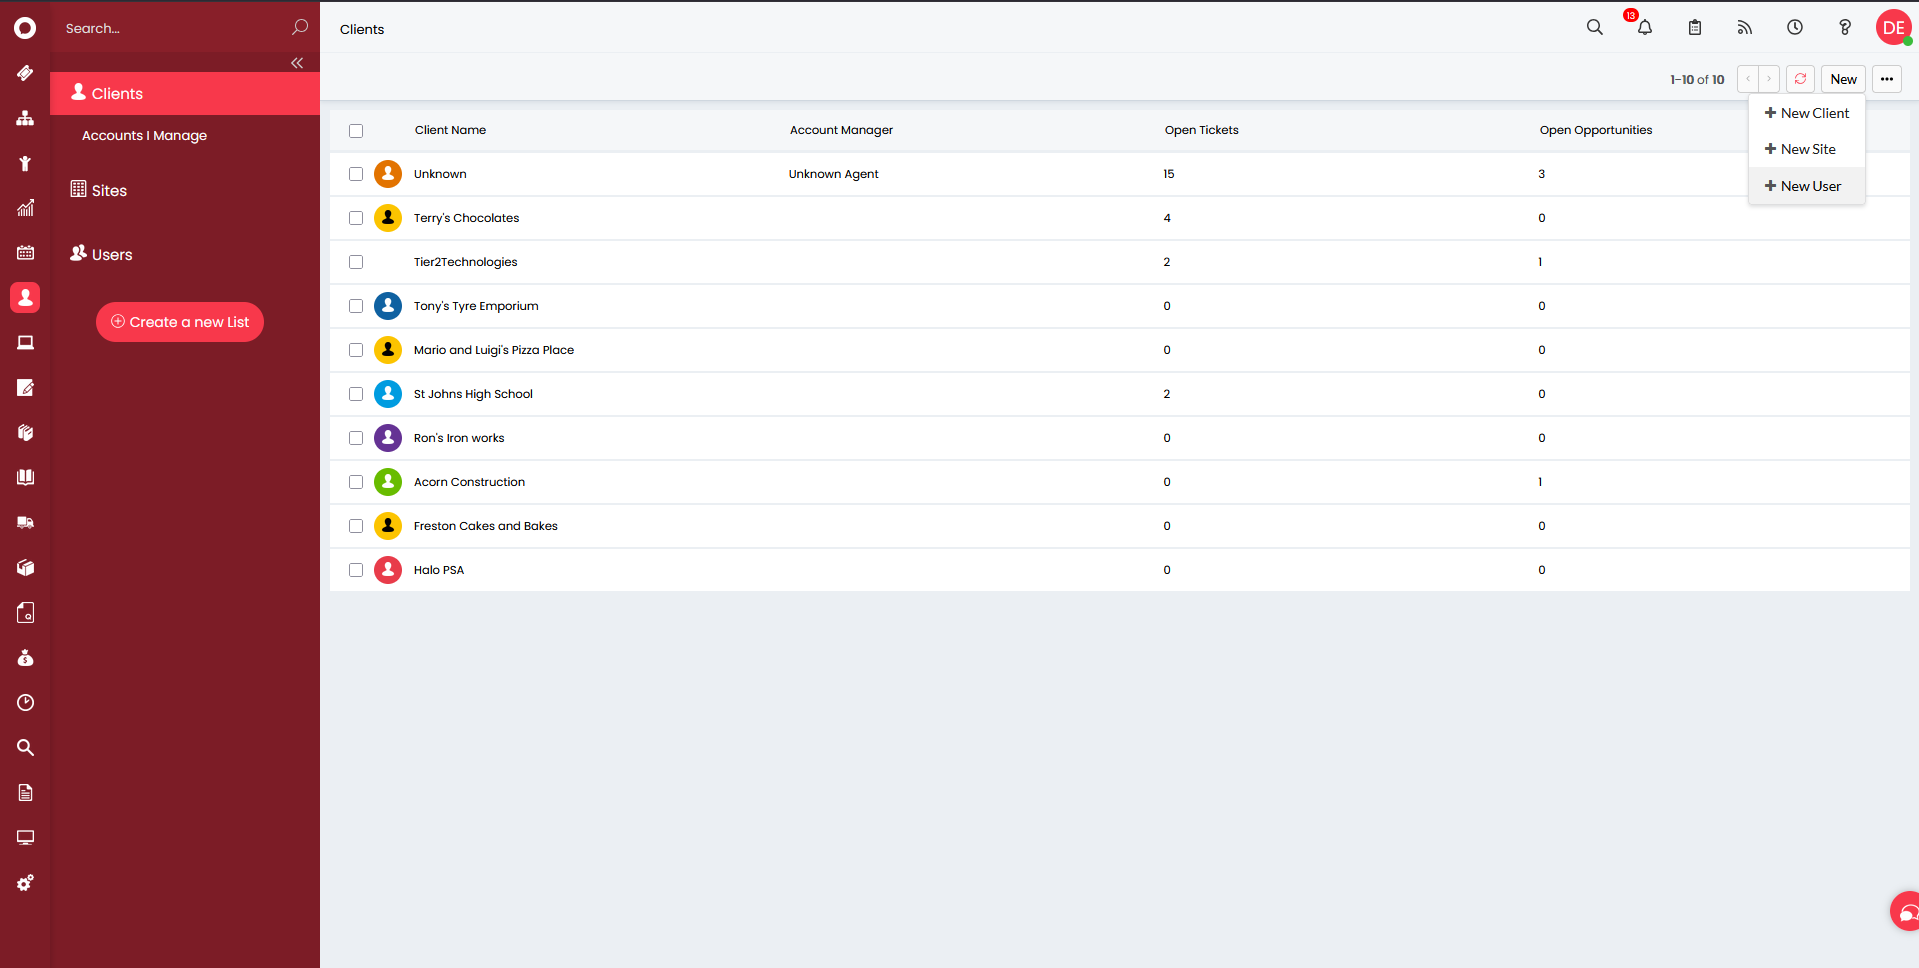 Search...
Clients
13
DE
Clients
1-10 of 10
New
Accounts I Manage
New Client
New Site
New User
Sites
Users
Create a new List
Client Name Account Manager Open Tickets Open Opportunities
Unknown Unknown Agent 15 3
Terry's Chocolates 4 0
Tier2Technologies 2 1
Tony's Tyre Emporium 0 0
Mario and Luigi's Pizza Place 0 0
St Johns High School 2 0
Ron's Iron works 0 0
Acorn Construction 0 1
Freston Cakes and Bakes 0 0
Halo PSA 0 0